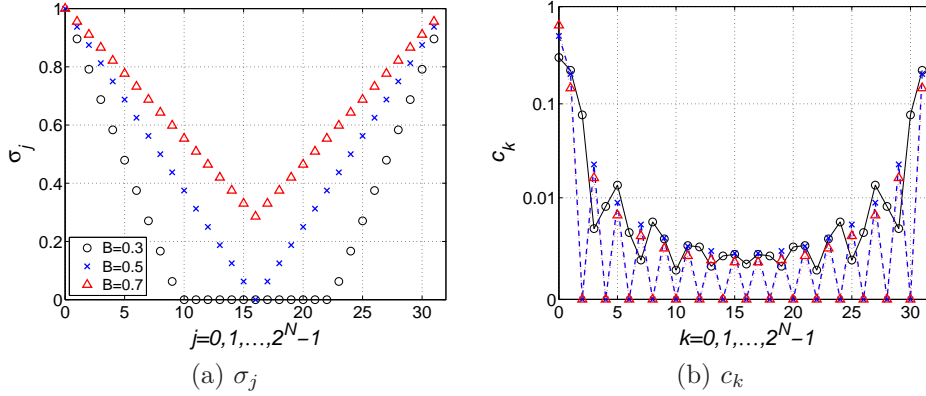 1
0.8
0.6
0.4
0.2
0
σ_j
B=0.3
B=0.5
B=0.7
0 5 10 15 20 25 30
j=0,1,...,2^N−1
(a) σ_j
1
0.1
0.01
0
c_k
0 5 10 15 20 25 30
k=0,1,...,2^N−1
(b) c_k